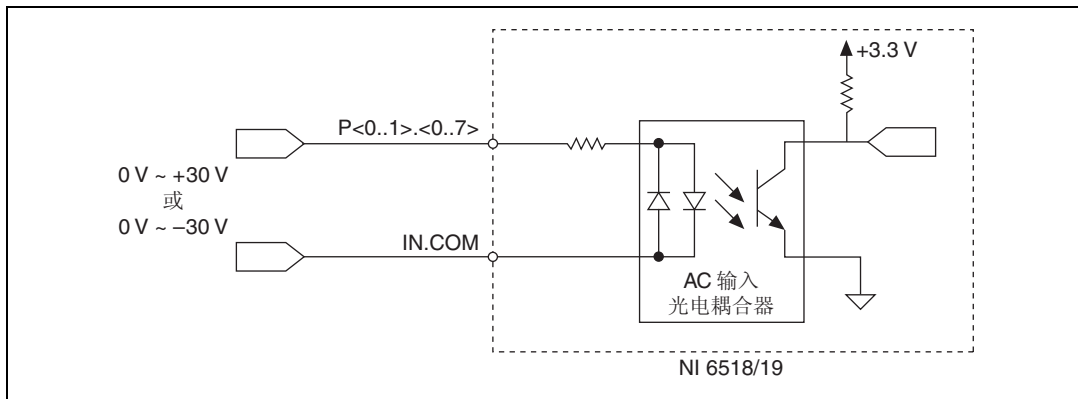 +3.3 V
P<0..1>.<0..7>
0 V ~ +30 V
或
0 V ~ –30 V
IN.COM
AC 输入
光电耦合器
NI 6518/19